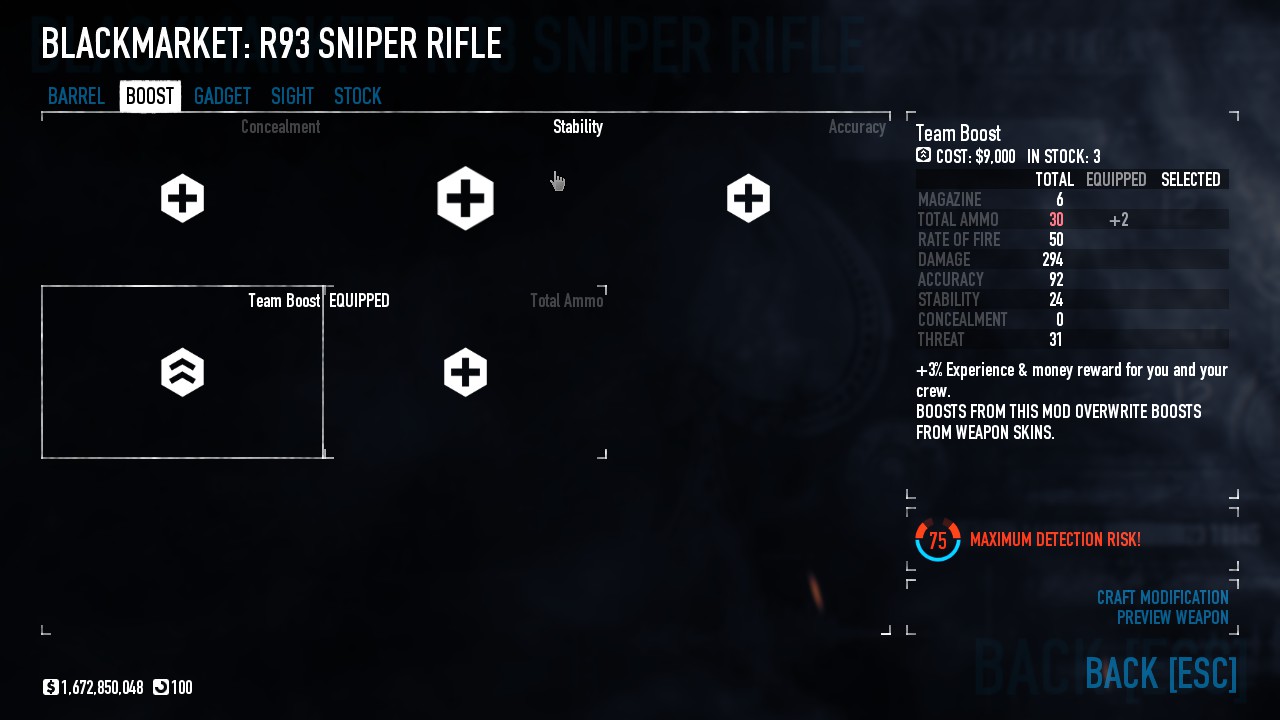 BLACKMARKET: R93 SNIPER RIFLE
BARREL BOOST GADGET SIGHT STOCK
Concealment Stability Accuracy
Team Boost EQUIPPED Total Ammo
Team Boost
COST: $9,000 IN STOCK: 3
TOTAL EQUIPPED SELECTED
MAGAZINE 6
TOTAL AMMO 30 +2
RATE OF FIRE 50
DAMAGE 294
ACCURACY 92
STABILITY 24
CONCEALMENT 0
THREAT 31
+3% Experience & money reward for you and your
crew.
BOOSTS FROM THIS MOD OVERWRITE BOOSTS
FROM WEAPON SKINS.
75 MAXIMUM DETECTION RISK!
CRAFT MODIFICATION
PREVIEW WEAPON
BACK [ESC]
$1,672,850,048 100